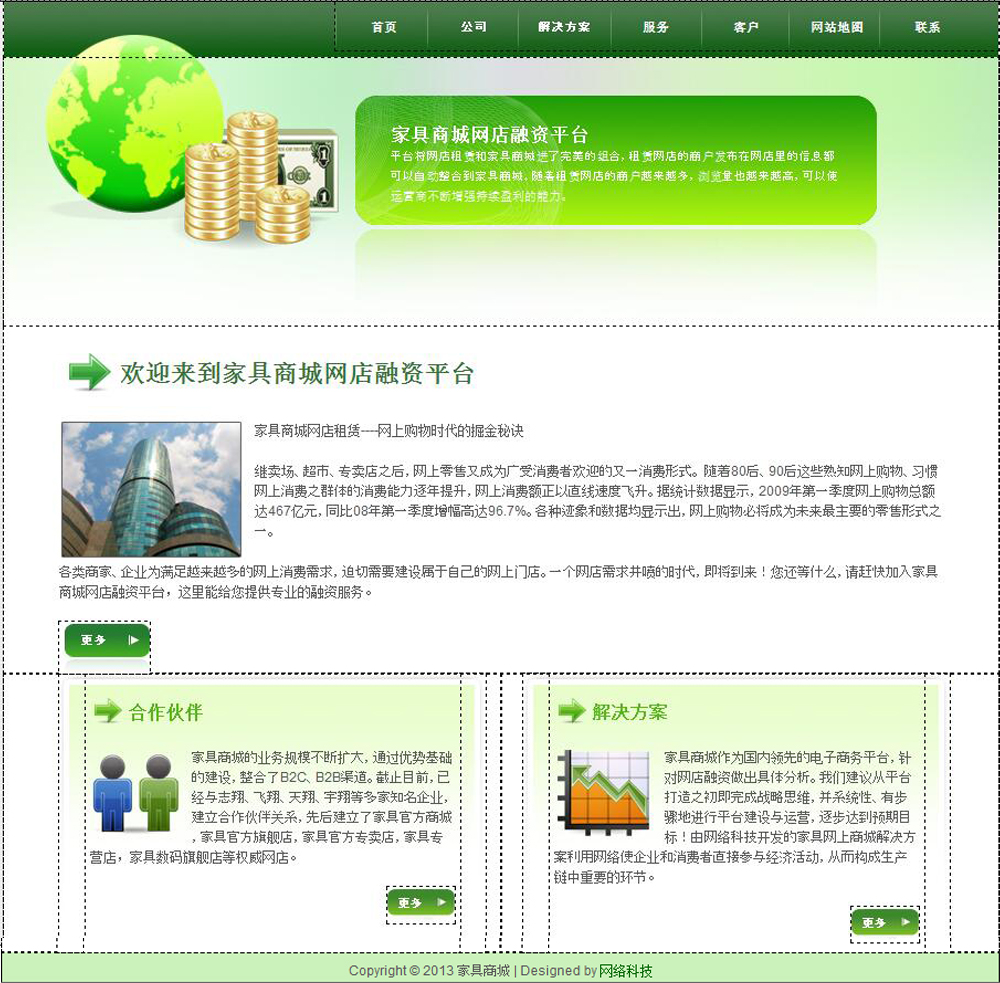 首页 公司 解决方案 服务 客户 网站地图 联系
家具商城网店融资平台
平台将网店租赁和家具商城进了完美的组合,租赁网店的商户发布在网店里的信息都
可以自动整合到家具商城,随着租赁网店的商户越来越多,浏览量也越来越高,可以使
运营商不断增强持续盈利的能力。
欢迎来到家具商城网店融资平台
家具商城网店租赁----网上购物时代的掘金秘诀
继卖场、超市、专卖店之后,网上零售又成为广受消费者欢迎的又一消费形式。随着80后、90后这些熟知网上购物、习惯
网上消费之群体的消费能力逐年提升,网上消费额正以直线速度飞升。据统计数据显示,2009年第一季度网上购物总额
达467亿元,同比08年第一季度增幅高达96.7%。各种迹象和数据均显示出,网上购物必将成为未来最主要的零售形式之
一。
各类商家、企业为满足越来越多的网上消费需求,迫切需要建设属于自己的网上门店。一个网店需求井喷的时代,即将到来!您还等什么,请赶快加入家具
商城网店融资平台,这里能给您提供专业的融资服务。
更多
合作伙伴
家具商城的业务规模不断扩大,通过优势基础
的建设,整合了B2C、B2B渠道。截止目前,已
经与志翔、飞翔、天翔、宇翔等多家知名企业,
建立合作伙伴关系,先后建立了家具官方商城
,家具官方旗舰店,家具官方专卖店,家具专
营店,家具数码旗舰店等权威网店。
更多
解决方案
家具商城作为国内领先的电子商务平台,针
对网店融资做出具体分析。我们建议从平台
打造之初即完成战略思维,并系统性、有步
骤地进行平台建设与运营,逐步达到预期目
标!由网络科技开发的家具网上商城解决方
案利用网络使企业和消费者直接参与经济活动,从而构成生产
链中重要的环节。
更多
Copyright © 2013 家具商城 | Designed by 网络科技